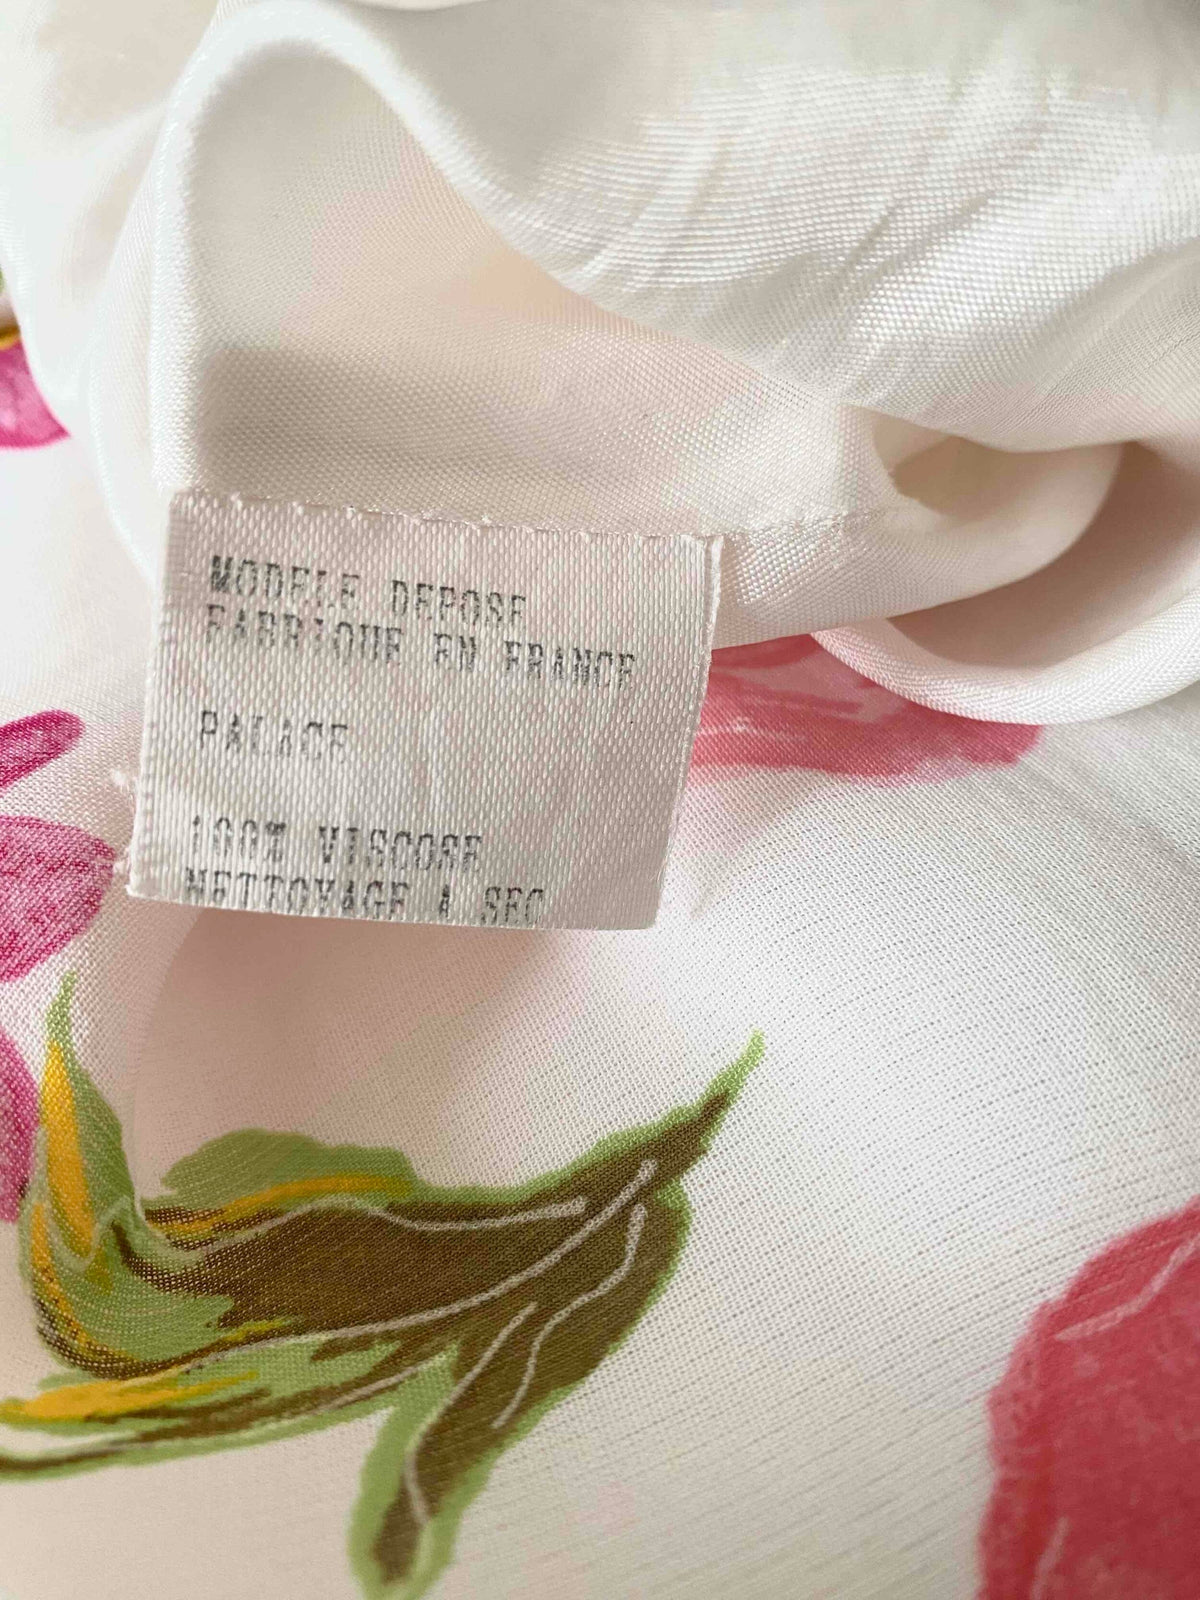 MODELE DEPOSE
FABRIQUE EN FRANCE
PALACE
100% VISCOSE
NETTOYAGE A SEC